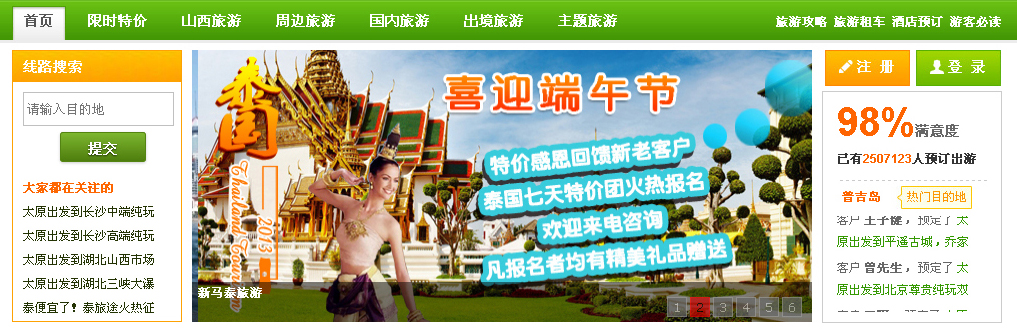 首页 限时特价 山西旅游 周边旅游 国内旅游 出境旅游 主题旅游
旅游攻略 旅游租车 酒店预订 游客必读
线路搜索
请输入目的地
提交
大家都在关注的
太原出发到长沙中端纯玩
太原出发到长沙高端纯玩
太原出发到湖北山西市场
太原出发到湖北三峡大瀑
泰便宜了！泰旅途火热征
泰国
Thailand Tour
2013
喜迎端午节
特价感恩回馈新老客户
泰国七天特价团火热报名
欢迎来电咨询
凡报名者均有精美礼品赠送
新马泰旅游
1 2 3 4 5 6
注 册
登 录
98%满意度
已有2507123人预订出游
普吉岛 热门目的地
客户 王子健，预定了 太
原出发到平遥古城，乔家
客户 曾先生，预定了 太
原出发到北京尊贵纯玩双